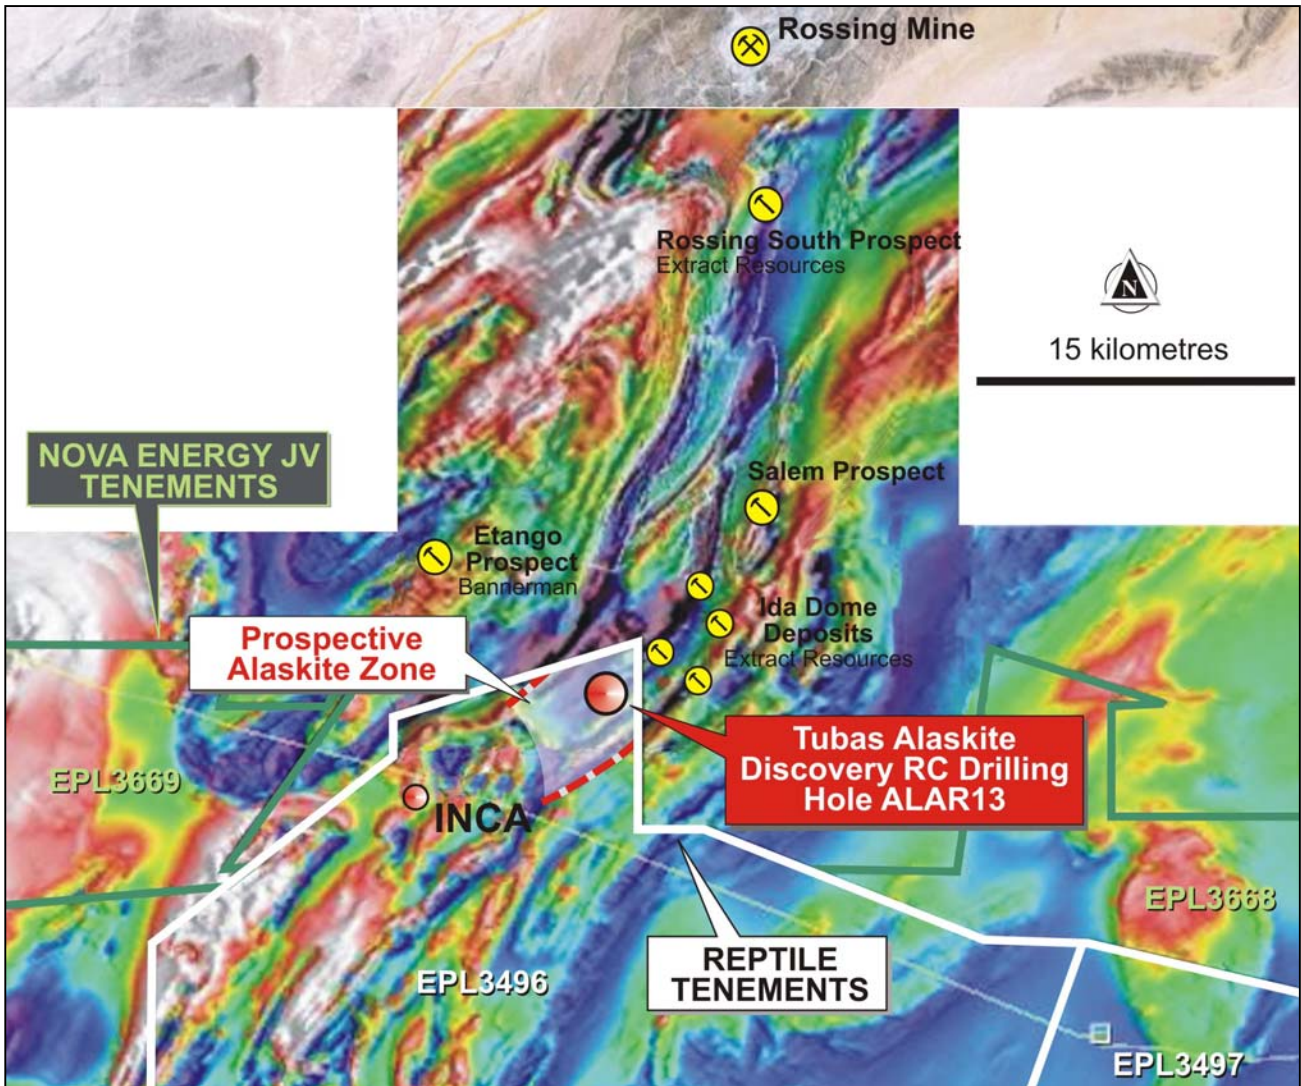 Rossing Mine
Rossing South Prospect
Extract Resources
N
15 kilometres
NOVA ENERGY JV
TENEMENTS
Salem Prospect
Etango
Prospect
Bannerman
Ida Dome
Deposits
Extract Resources
Prospective
Alaskite Zone
Tubas Alaskite
Discovery RC Drilling
Hole ALAR13
EPL3669
INCA
EPL3668
REPTILE
TENEMENTS
EPL3496
EPL3497